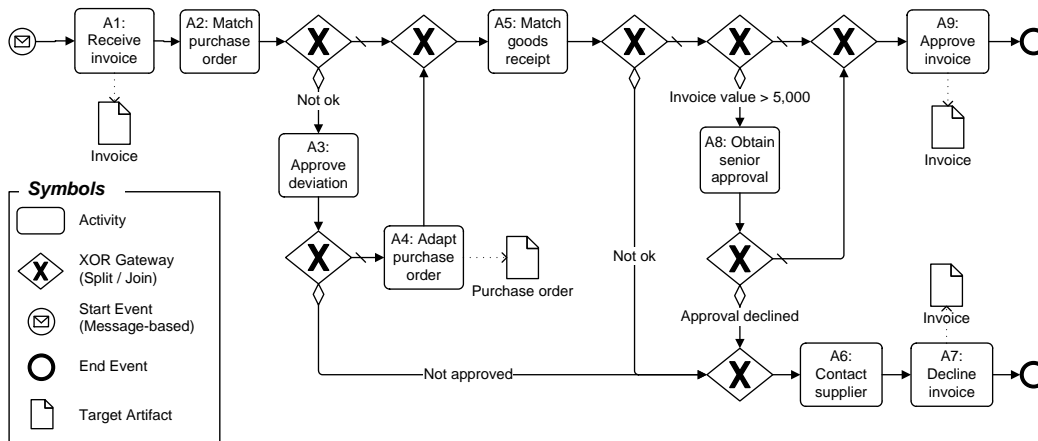 A1:
Receive
invoice
A2: Match
purchase
order
A5: Match
goods
receipt
A9:
Approve
invoice
Not ok
Invoice value > 5,000
Invoice
A3:
Approve
deviation
A8: Obtain
senior
approval
Invoice
Symbols
Activity
XOR Gateway
(Split / Join)
Start Event
(Message-based)
End Event
Target Artifact
A4: Adapt
purchase
order
Purchase order
Not ok
Approval declined
Invoice
Not approved
A6:
Contact
supplier
A7:
Decline
invoice